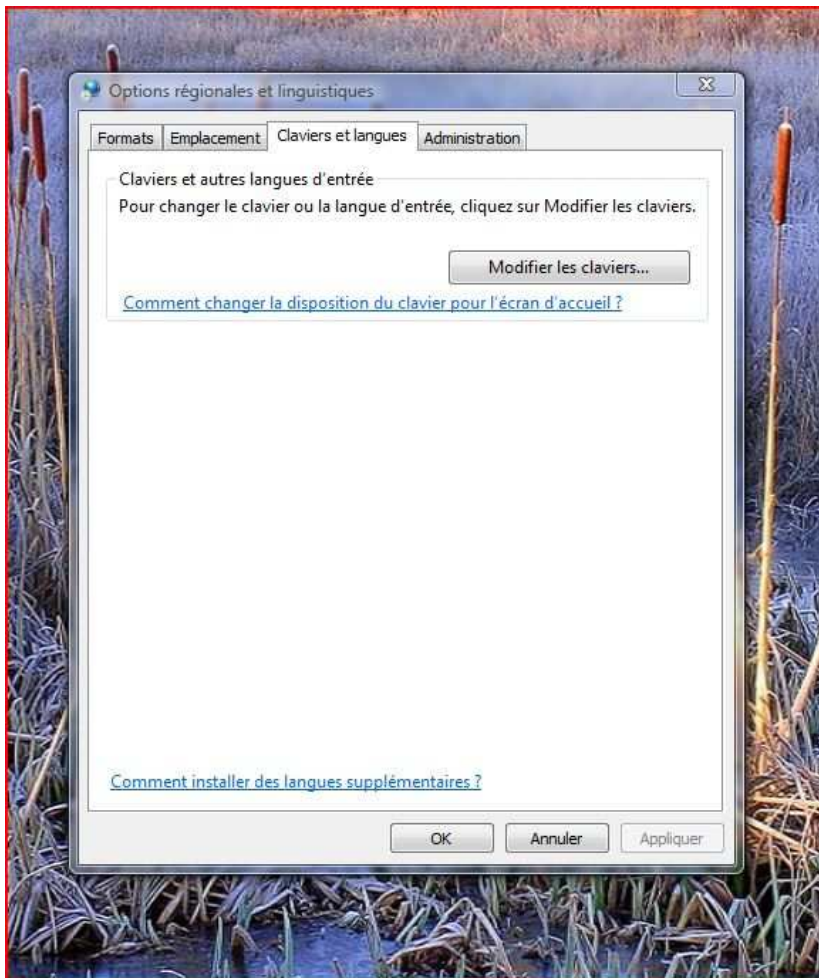 Options régionales et linguistiques
Formats Emplacement Claviers et langues Administration
Claviers et autres langues d'entrée
Pour changer le clavier ou la langue d'entrée, cliquez sur Modifier les claviers.
Modifier les claviers...
Comment changer la disposition du clavier pour l'écran d'accueil ?
Comment installer des langues supplémentaires ?
OK Annuler Appliquer